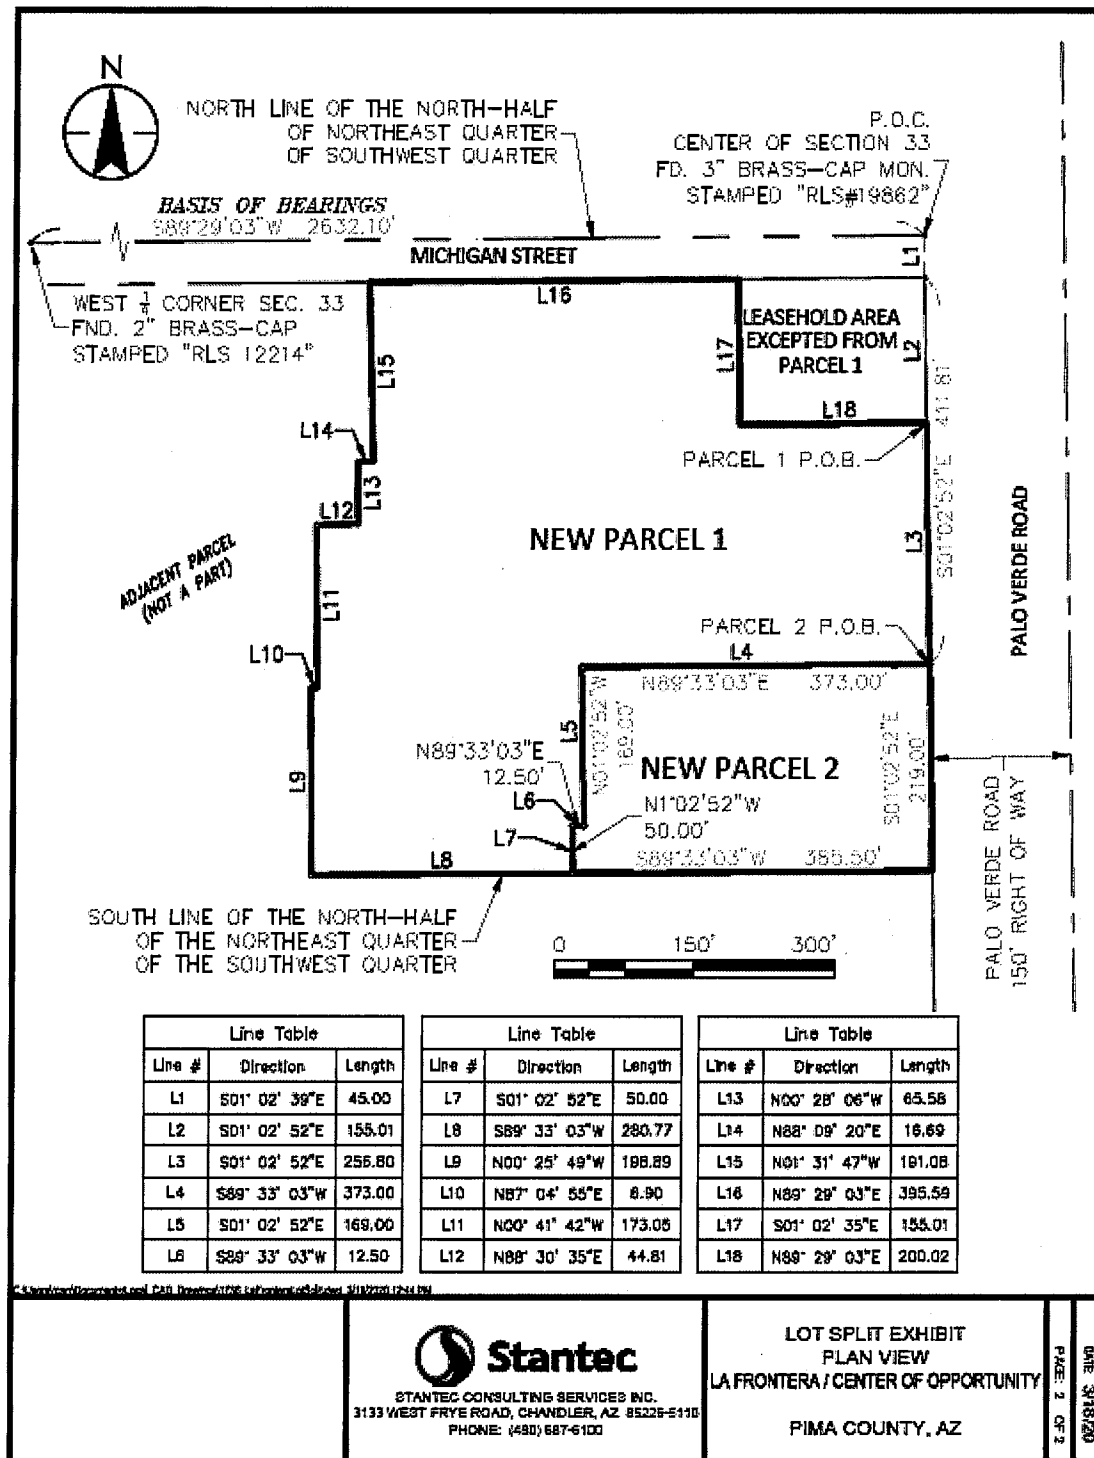 N
NORTH LINE OF THE NORTH-HALF
OF NORTHEAST QUARTER
OF SOUTHWEST QUARTER
P.O.C.
CENTER OF SECTION 33
FD. 3" BRASS-CAP MON.
STAMPED "RLS#19862"
BASIS OF BEARINGS
S89°29'03"W 2632.10'
MICHIGAN STREET
L1
WEST 1/4 CORNER SEC. 33
FND. 2" BRASS-CAP
STAMPED "RLS 12214"
L16
L15
L17
LEASEHOLD AREA
EXCEPTED FROM
PARCEL 1
L2
L18
S01°02'52"E 411.81'
L14
PARCEL 1 P.O.B.
L13
L12
NEW PARCEL 1
L3
PALO VERDE ROAD
ADJACENT PARCEL
(NOT A PART)
L11
L10
PARCEL 2 P.O.B.
L4
N89°33'03"E 373.00'
L5
N01°02'52"W
169.00'
N89°33'03"E
12.50'
L9
NEW PARCEL 2
S01°02'52"E
219.00'
L6
L7
N1°02'52"W
50.00'
L8
S89°33'03"W 385.50'
PALO VERDE ROAD
150' RIGHT OF WAY
SOUTH LINE OF THE NORTH-HALF
OF THE NORTHEAST QUARTER
OF THE SOUTHWEST QUARTER
0 150' 300'
Line Table
Line # Direction Length
L1 S01° 02' 39"E 45.00
L2 S01° 02' 52"E 155.01
L3 S01° 02' 52"E 256.80
L4 S89° 33' 03"W 373.00
L5 S01° 02' 52"E 169.00
L6 S89° 33' 03"W 12.50
Line Table
Line # Direction Length
L7 S01° 02' 52"E 50.00
L8 S89° 33' 03"W 280.77
L9 N00° 25' 49"W 198.89
L10 N87° 04' 55"E 8.90
L11 N00° 41' 42"W 173.05
L12 N88° 30' 35"E 44.81
Line Table
Line # Direction Length
L13 N00° 28' 06"W 65.58
L14 N88° 09' 20"E 16.69
L15 N01° 31' 47"W 191.08
L16 N89° 29' 03"E 395.59
L17 S01° 02' 35"E 155.01
L18 N89° 29' 03"E 200.02
Stantec
STANTEC CONSULTING SERVICES INC.
3133 WEST FRYE ROAD, CHANDLER, AZ 85226-5110
PHONE: (480) 687-6100
LOT SPLIT EXHIBIT
PLAN VIEW
LA FRONTERA / CENTER OF OPPORTUNITY
PIMA COUNTY, AZ
PAGE: 2 OF 2
DATE: 3/18/20